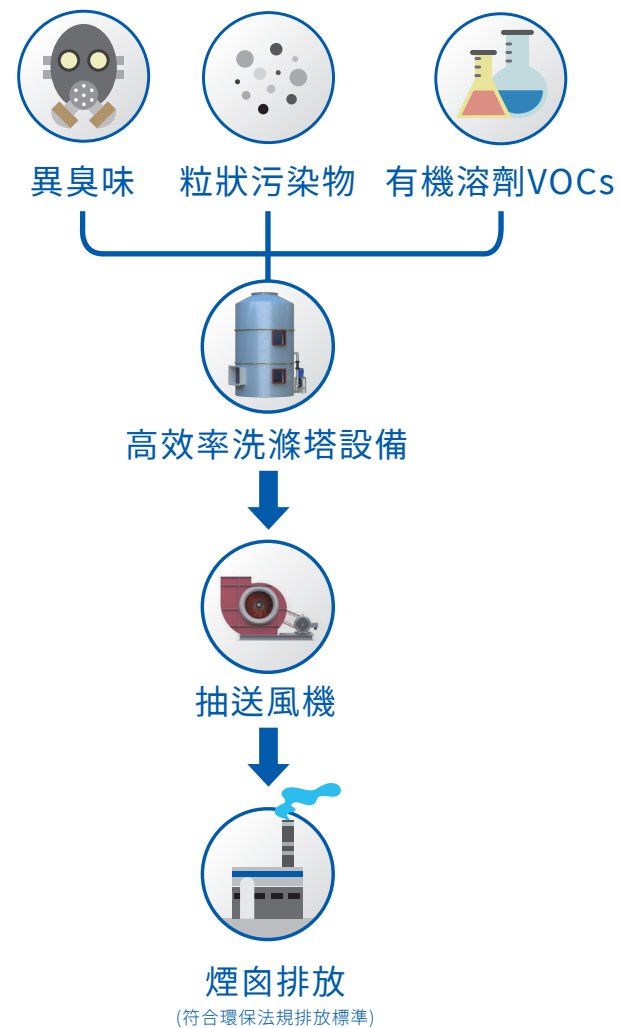 異臭味
粒狀污染物
有機溶劑VOCs
高效率洗滌塔設備
抽送風機
煙囪排放
(符合環保法規排放標準)